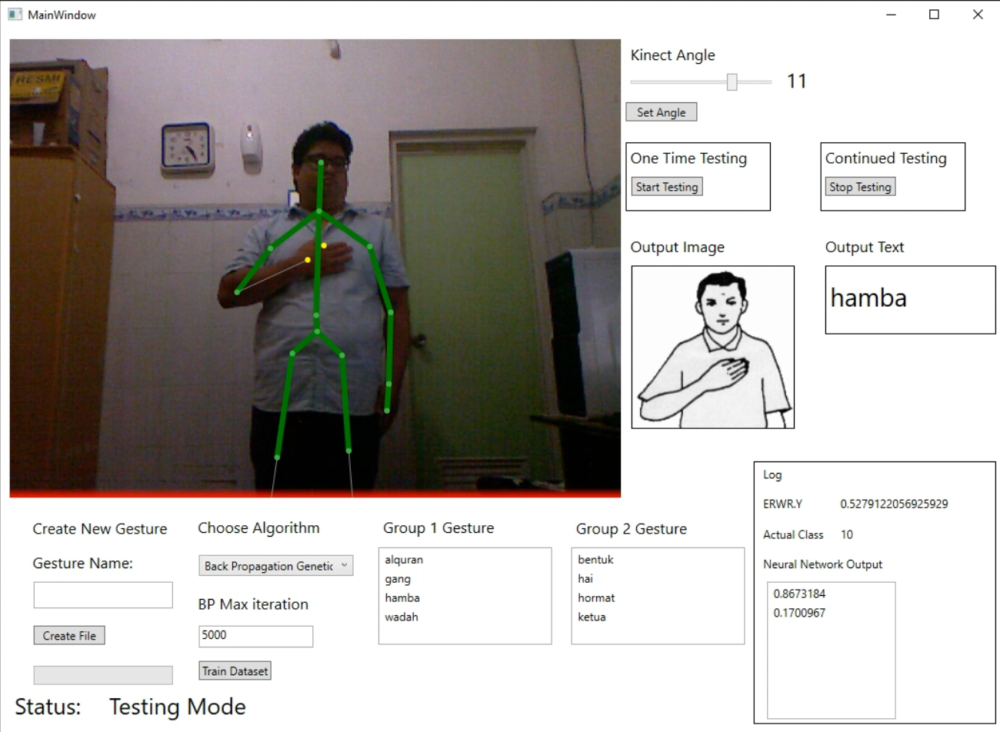 MainWindow
RESMI
Kinect Angle
11
Set Angle
One Time Testing
Start Testing
Continued Testing
Stop Testing
Output Image
Output Text
hamba
Log
ERWR.Y 0.5279122056925929
Actual Class 10
Neural Network Output
0.8673184
0.1700967
Create New Gesture
Gesture Name:
Create File
Choose Algorithm
Back Propagation Genetic
BP Max iteration
5000
Train Dataset
Group 1 Gesture
alquran
gang
hamba
wadah
Group 2 Gesture
bentuk
hai
hormat
ketua
Status: Testing Mode